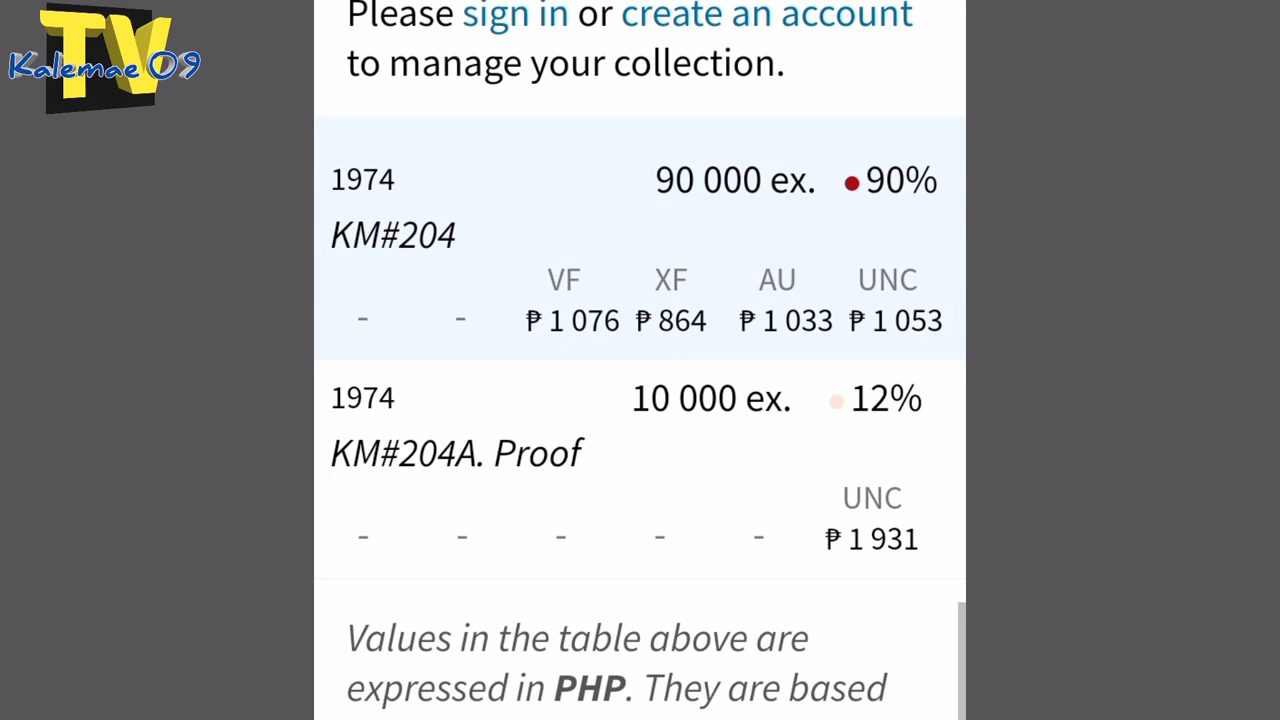 TV
Kalemae 09
Please sign in or create an account
to manage your collection.
1974 90 000 ex. 90%
KM#204
VF XF AU UNC
- - ₱ 1 076 ₱ 864 ₱ 1 033 ₱ 1 053
1974 10 000 ex. 12%
KM#204A. Proof
UNC
- - - - - ₱ 1 931
Values in the table above are
expressed in PHP. They are based